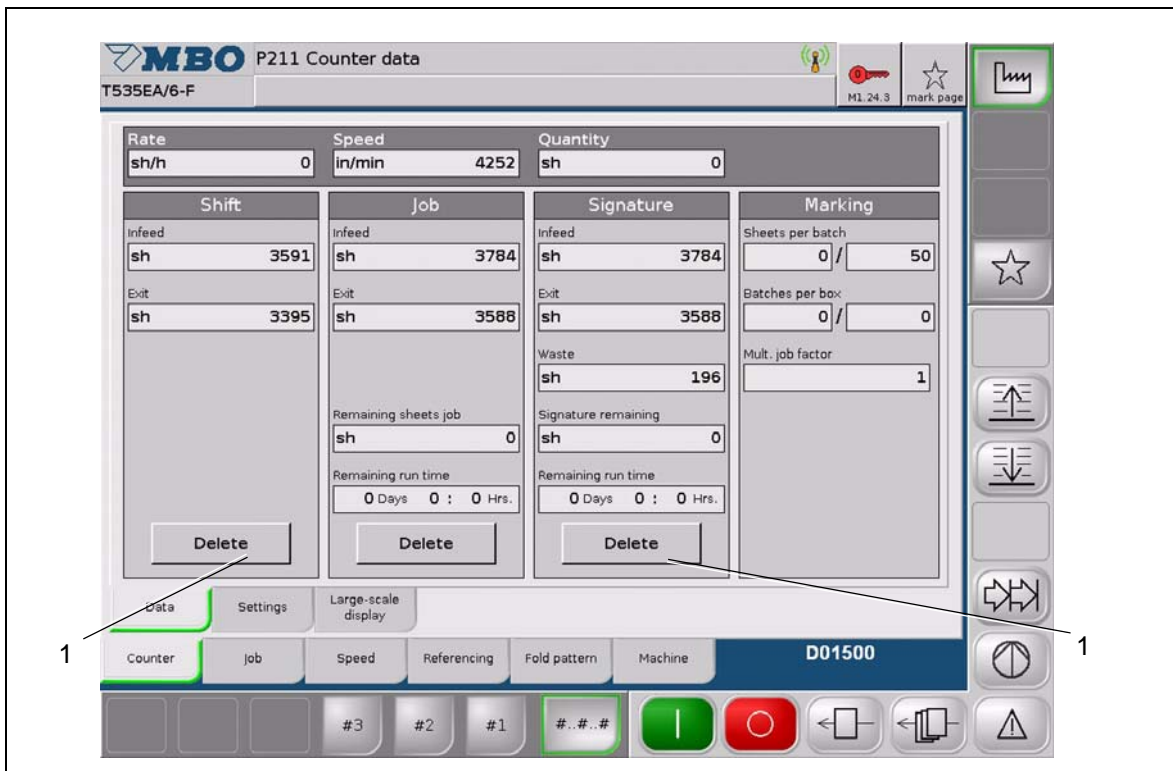 MBO P211 Counter data
T535EA/6-F
M1.24.3
mark page
Rate Speed Quantity
sh/h 0 in/min 4252 sh 0
Shift Job Signature Marking
Infeed Infeed Infeed Sheets per batch
sh 3591 sh 3784 sh 3784 0 / 50
Exit Exit Exit Batches per box
sh 3395 sh 3588 sh 3588 0 / 0
Waste Mult. job factor
sh 196 1
Remaining sheets job Signature remaining
sh 0 sh 0
Remaining run time Remaining run time
0 Days 0 : 0 Hrs. 0 Days 0 : 0 Hrs.
Delete Delete Delete
Data Settings Large-scale
display
1 1
Counter Job Speed Referencing Fold pattern Machine D01500
#3 #2 #1 #..#..#